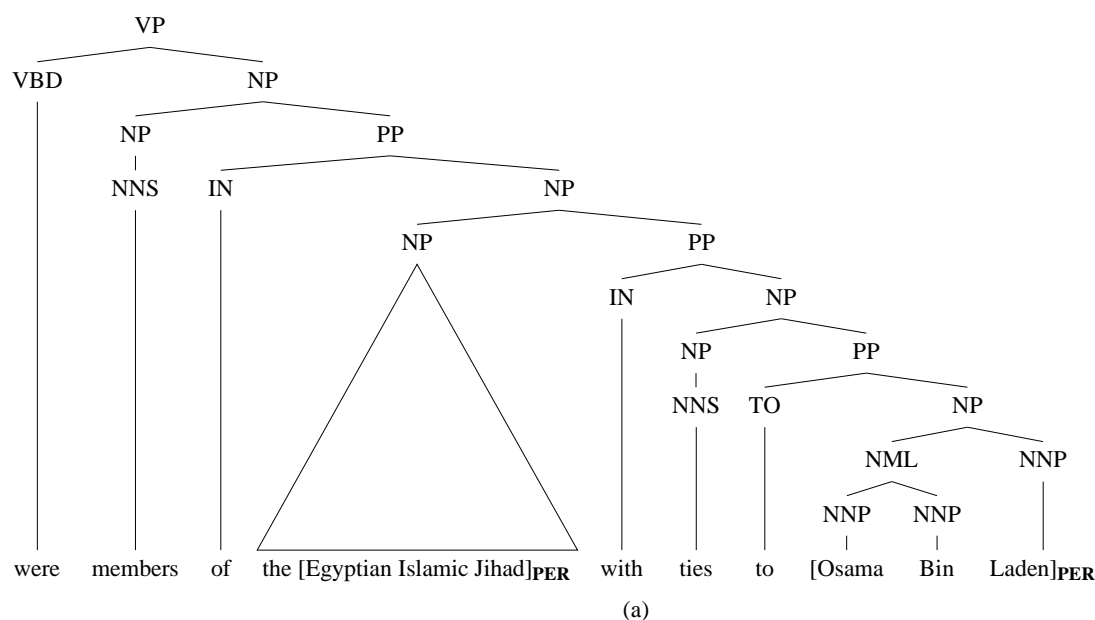 VP
VBD NP
NP PP
NNS IN NP
NP PP
IN NP
NP PP
NNS TO NP
NML NNP
NNP NNP
were members of the [Egyptian Islamic Jihad]PER with ties to [Osama Bin Laden]PER
(a)